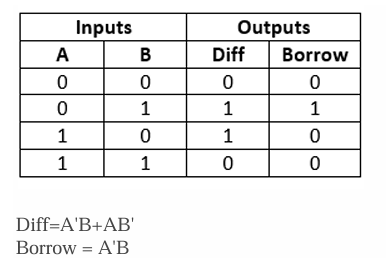 Inputs Outputs
A B Diff Borrow
0 0 0 0
0 1 1 1
1 0 1 0
1 1 0 0
Diff=A'B+AB'
Borrow = A'B